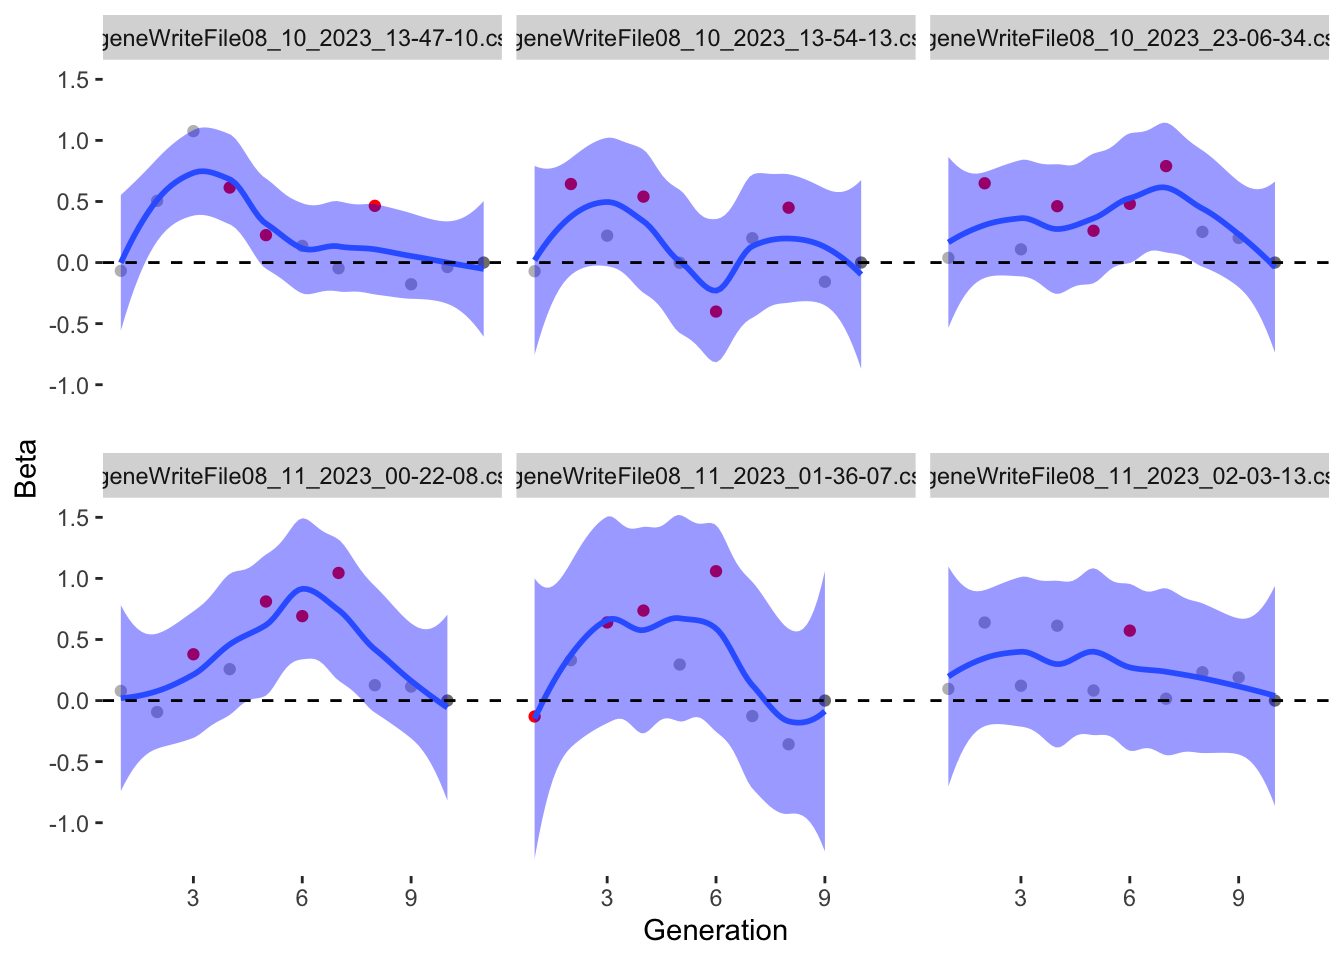 geneWriteFile08_10_2023_13-47-10.cs
geneWriteFile08_10_2023_13-54-13.cs
geneWriteFile08_10_2023_23-06-34.cs
1.5
1.0
0.5
0.0
-0.5
-1.0
Beta
geneWriteFile08_11_2023_00-22-08.cs
geneWriteFile08_11_2023_01-36-07.cs
geneWriteFile08_11_2023_02-03-13.cs
1.5
1.0
0.5
0.0
-0.5
-1.0
3 6 9
3 6 9
3 6 9
Generation